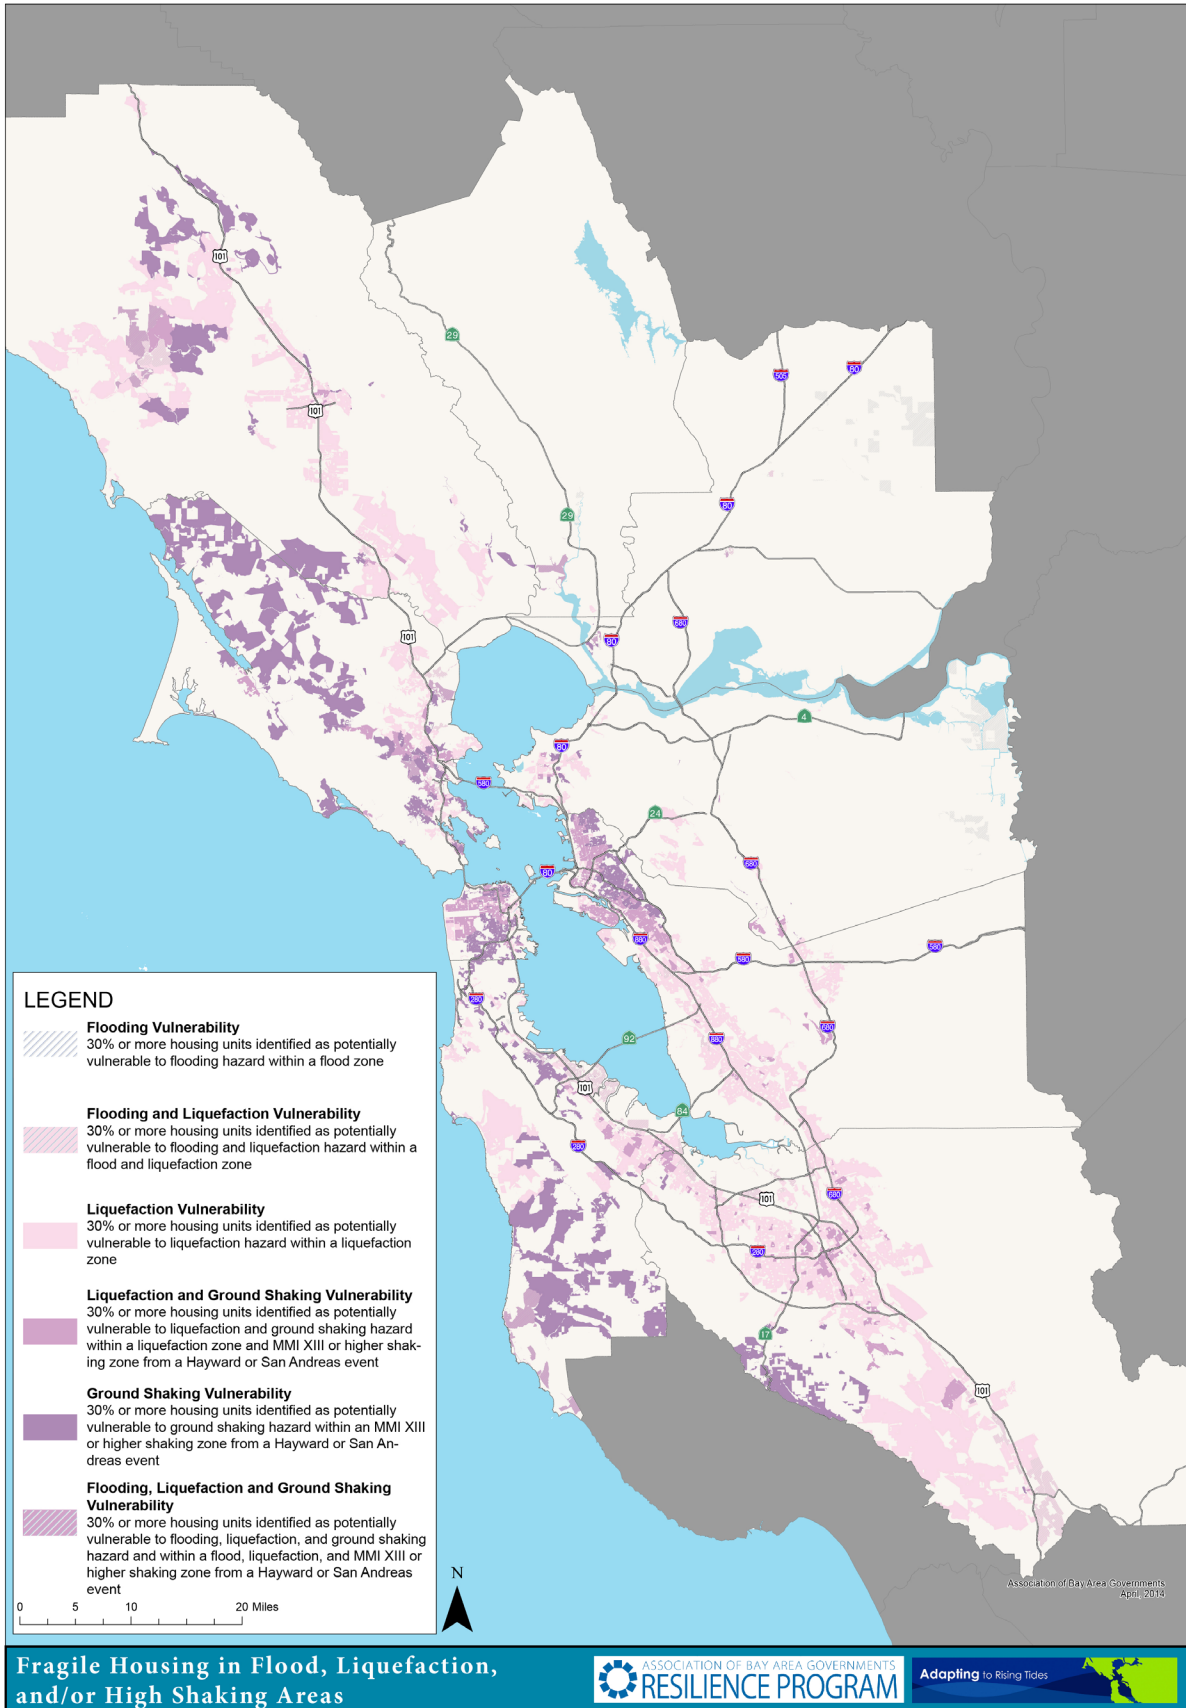 101
29
505
80
101
80
29
80
680
101
80
4
80
580
24
680
80
880
580
580
280
680
92
880
101
84
280
680
101
280
17
101
LEGEND
Flooding Vulnerability
30% or more housing units identified as potentially
vulnerable to flooding hazard within a flood zone
Flooding and Liquefaction Vulnerability
30% or more housing units identified as potentially
vulnerable to flooding and liquefaction hazard within a
flood and liquefaction zone
Liquefaction Vulnerability
30% or more housing units identified as potentially
vulnerable to liquefaction hazard within a liquefaction
zone
Liquefaction and Ground Shaking Vulnerability
30% or more housing units identified as potentially
vulnerable to liquefaction and ground shaking hazard
within a liquefaction zone and MMI XIII or higher shak-
ing zone from a Hayward or San Andreas event
Ground Shaking Vulnerability
30% or more housing units identified as potentially
vulnerable to ground shaking hazard within an MMI XIII
or higher shaking zone from a Hayward or San An-
dreas event
Flooding, Liquefaction and Ground Shaking
Vulnerability
30% or more housing units identified as potentially
vulnerable to flooding, liquefaction, and ground shaking
hazard and within a flood, liquefaction, and MMI XIII or
higher shaking zone from a Hayward or San Andreas
event
0 5 10 20 Miles
N
Association of Bay Area Governments
April, 2014
Fragile Housing in Flood, Liquefaction,
and/or High Shaking Areas
ASSOCIATION OF BAY AREA GOVERNMENTS
RESILIENCE PROGRAM
Adapting to Rising Tides